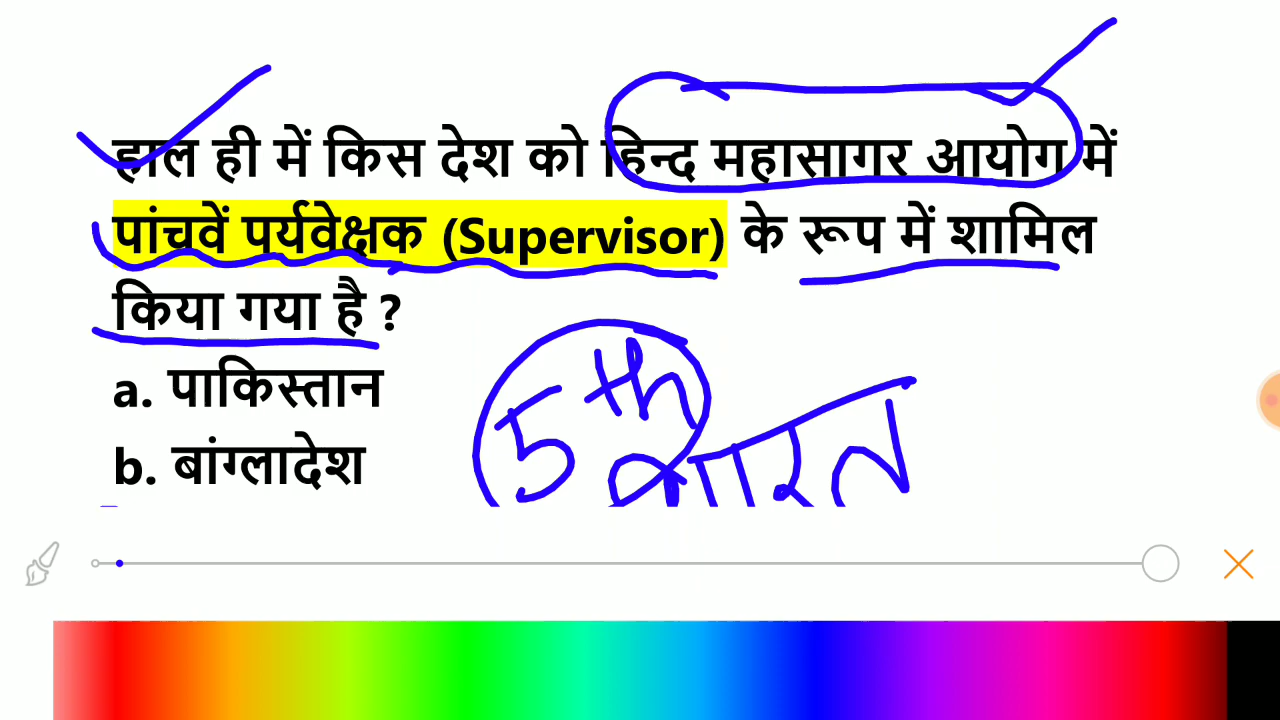 हाल ही में किस देश को हिन्द महासागर आयोग में
पांचवें पर्यवेक्षक (Supervisor) के रूप में शामिल
किया गया है ?
a. पाकिस्तान
b. बांग्लादेश
5th
भारत